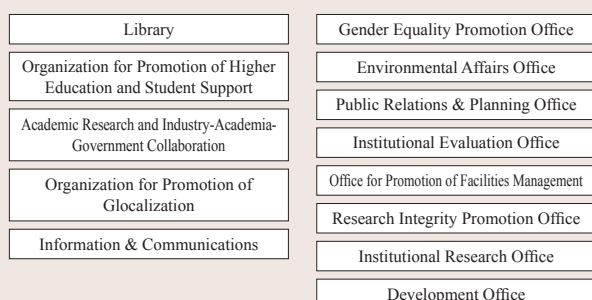 Library
Organization for Promotion of Higher
Education and Student Support
Academic Research and Industry-Academia-
Government Collaboration
Organization for Promotion of
Glocalization
Information & Communications
Gender Equality Promotion Office
Environmental Affairs Office
Public Relations & Planning Office
Institutional Evaluation Office
Office for Promotion of Facilities Management
Research Integrity Promotion Office
Institutional Research Office
Development Office